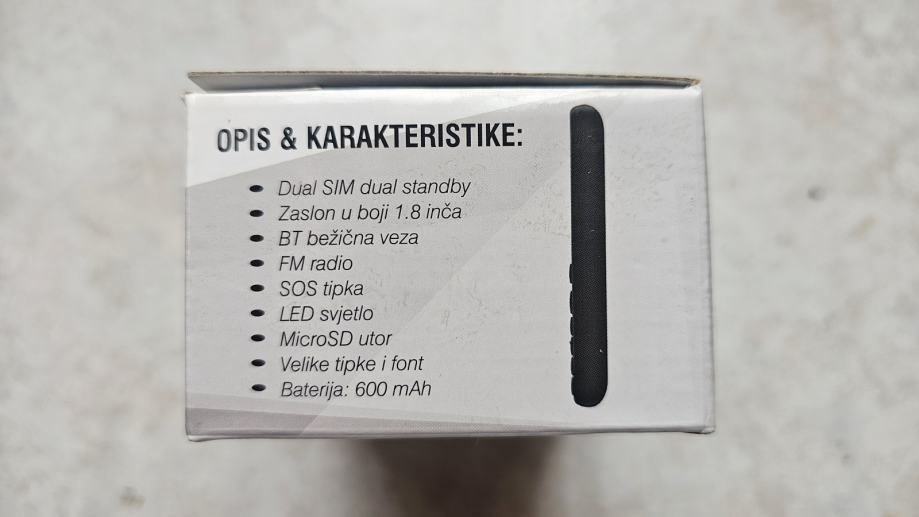 OPIS & KARAKTERISTIKE:
Dual SIM dual standby
Zaslon u boji 1.8 inča
BT bežična veza
FM radio
SOS tipka
LED svjetlo
MicroSD utor
Velike tipke i font
Baterija: 600 mAh